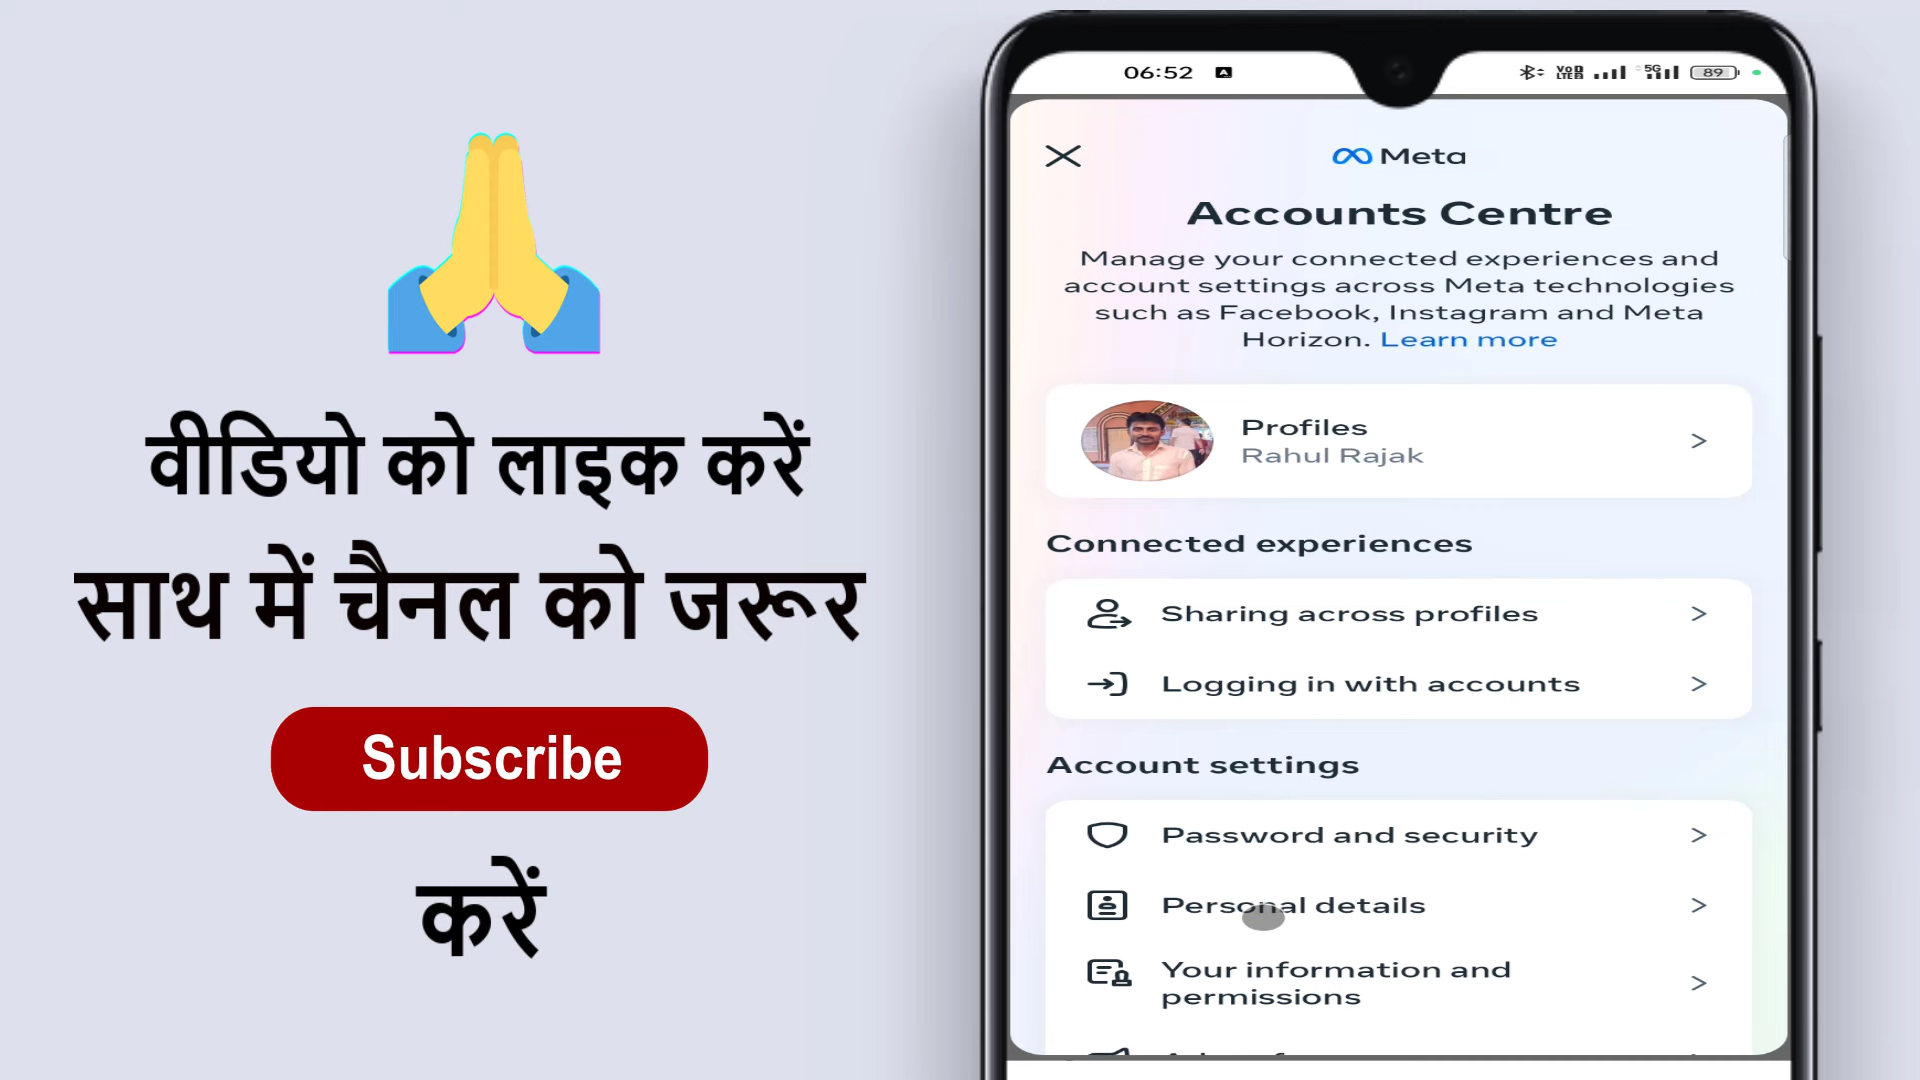 वीडियो को लाइक करें
साथ में चैनल को जरूर
Subscribe
करें
06:52
VoLTE 5G 89
Meta
Accounts Centre
Manage your connected experiences and
account settings across Meta technologies
such as Facebook, Instagram and Meta
Horizon. Learn more
Profiles
Rahul Rajak
Connected experiences
Sharing across profiles
Logging in with accounts
Account settings
Password and security
Personal details
Your information and
permissions